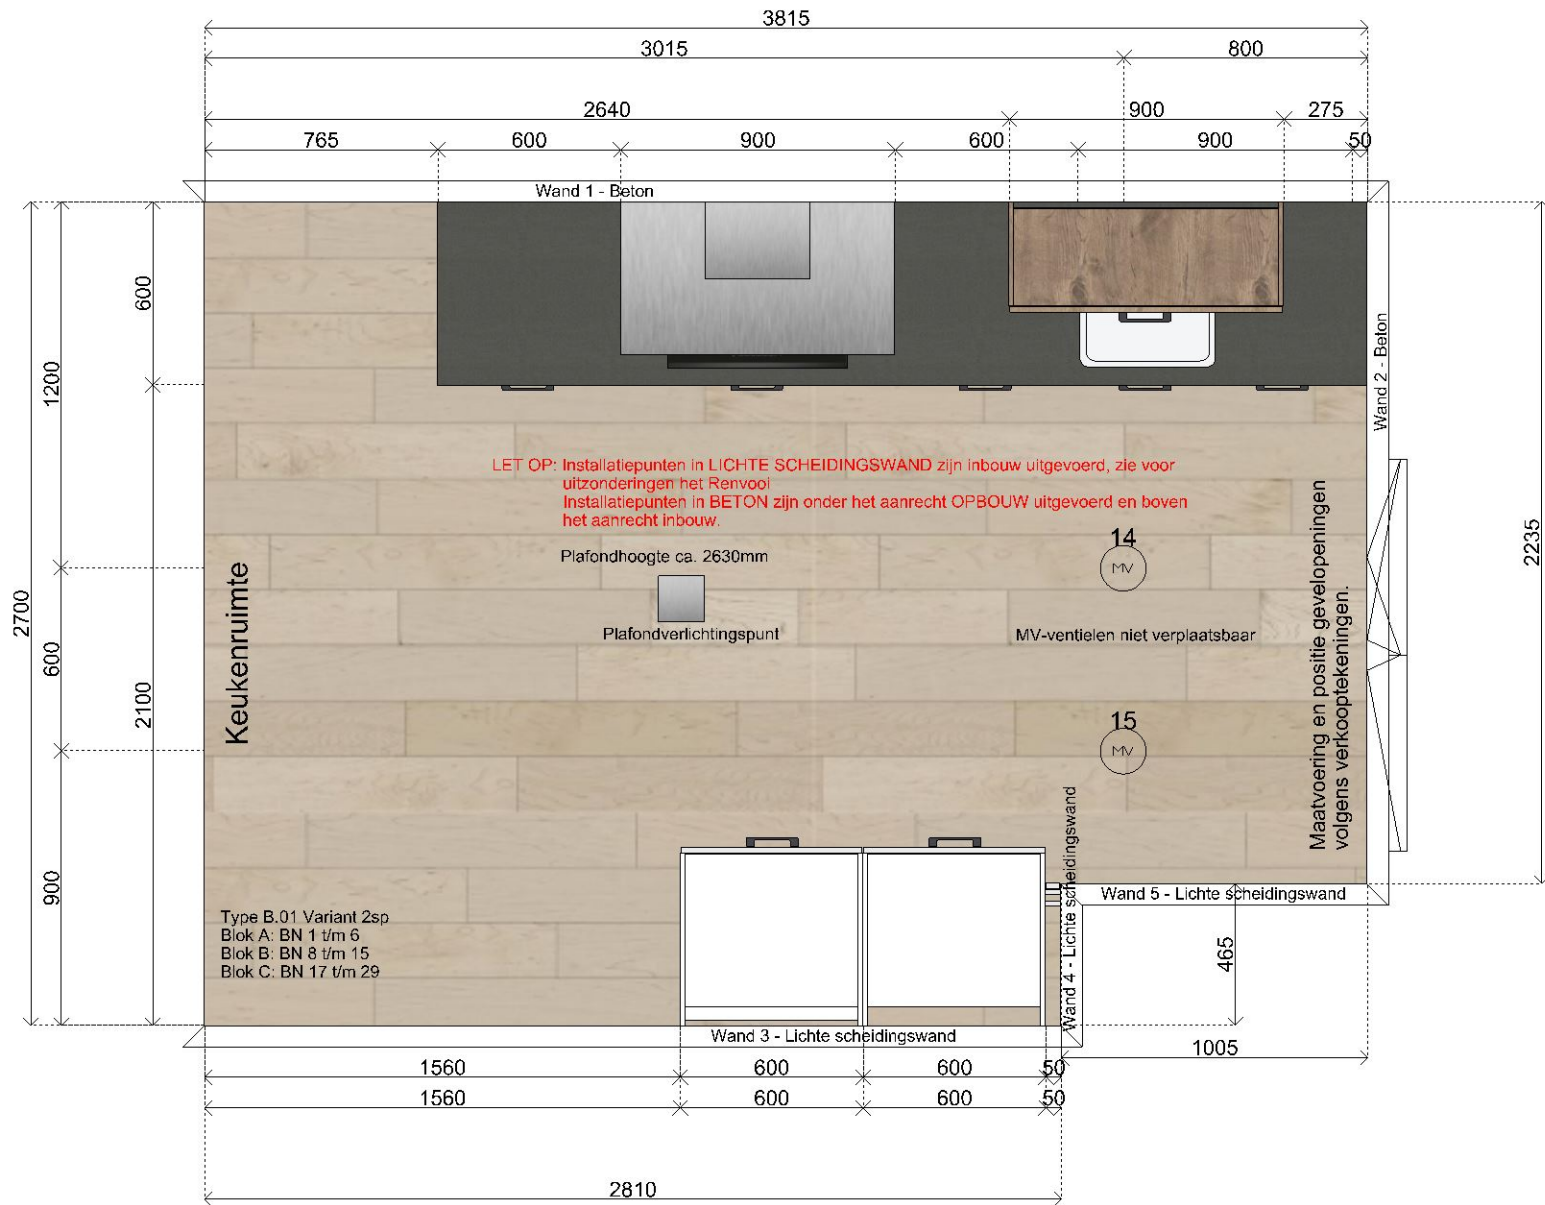 3815
3015 800
2640 900 275
765 600 900 600 900 50
Wand 1 - Beton
600
1200
2700
600
2100
900
Wand 2 - Beton
2235
LET OP: Installatiepunten in LICHTE SCHEIDINGSWAND zijn inbouw uitgevoerd, zie voor
uitzonderingen het Renvooi
Installatiepunten in BETON zijn onder het aanrecht OPBOUW uitgevoerd en boven
het aanrecht inbouw.
Plafondhoogte ca. 2630mm
Plafondverlichtingspunt
14
MV
MV-ventielen niet verplaatsbaar
15
MV
Keukenruimte
Maatvoering en positie gevelopeningen
volgens verkooptekeningen.
Type B.01 Variant 2sp
Blok A: BN 1 t/m 6
Blok B: BN 8 t/m 15
Blok C: BN 17 t/m 29
Wand 4 - Lichte scheidingswand
Wand 5 - Lichte scheidingswand
465
Wand 3 - Lichte scheidingswand
1005
1560 600 600 50
1560 600 600 50
2810